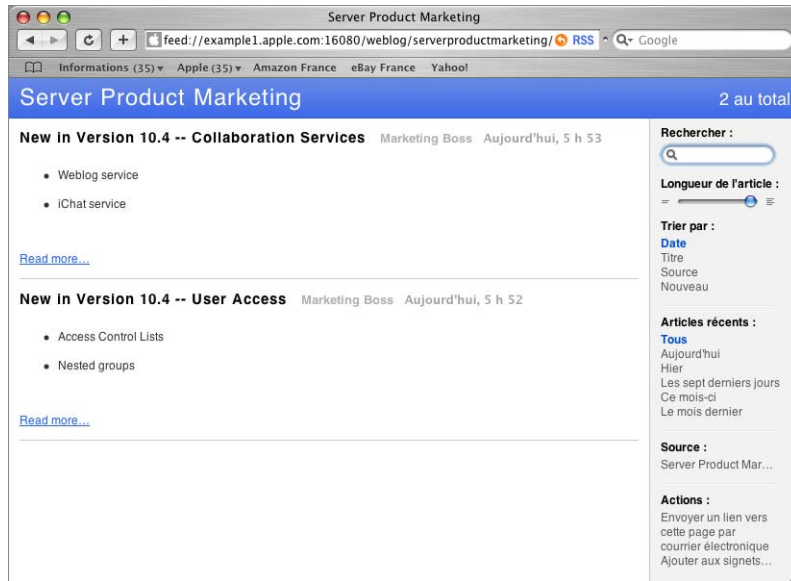 Server Product Marketing
feed://example1.apple.com:16080/weblog/serverproductmarketing/ RSS Google
Informations (35) Apple (35) Amazon France eBay France Yahoo!
Server Product Marketing 2 au total
New in Version 10.4 -- Collaboration Services Marketing Boss Aujourd'hui, 5 h 53
• Weblog service
• iChat service
Read more...
New in Version 10.4 -- User Access Marketing Boss Aujourd'hui, 5 h 52
• Access Control Lists
• Nested groups
Read more...
Rechercher :
Longueur de l'article :
Trier par :
Date
Titre
Source
Nouveau
Articles récents :
Tous
Aujourd'hui
Hier
Les sept derniers jours
Ce mois-ci
Le mois dernier
Source :
Server Product Mar...
Actions :
Envoyer un lien vers
cette page par
courrier électronique
Ajouter aux signets...